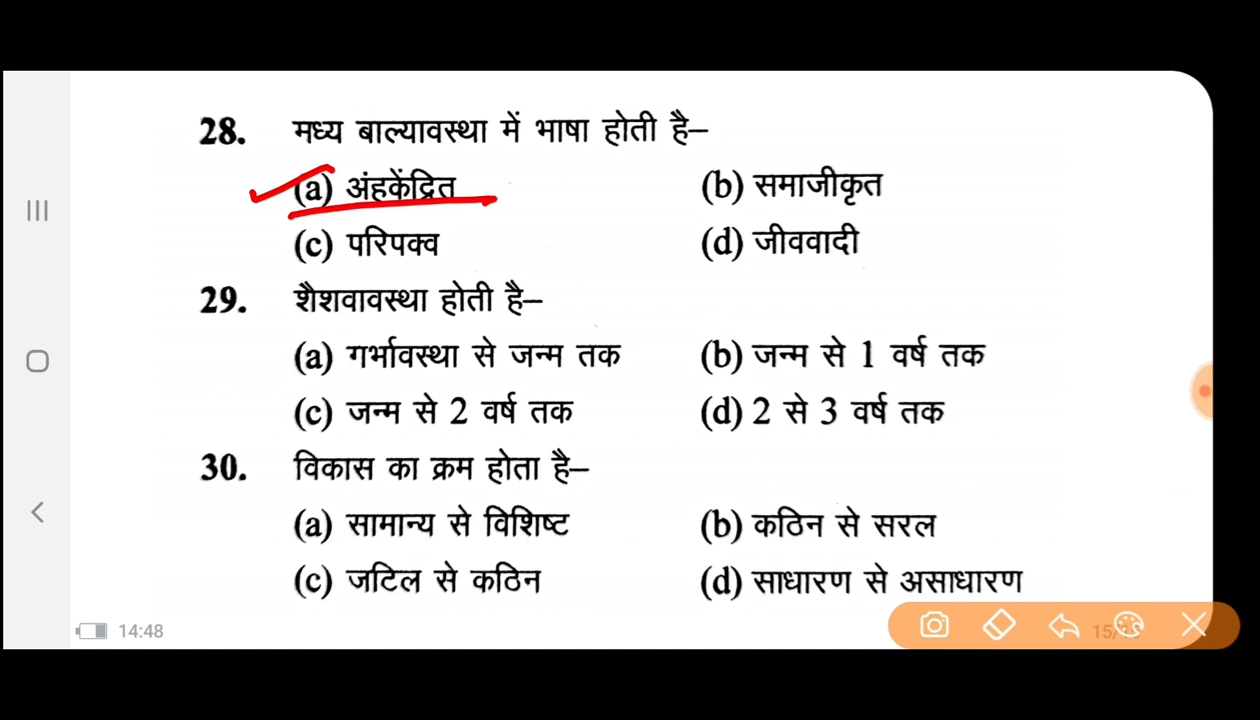 28. मध्य बाल्यावस्था में भाषा होती है–
(a) अंहकेंद्रित (b) समाजीकृत
(c) परिपक्व (d) जीववादी
29. शैशवावस्था होती है–
(a) गर्भावस्था से जन्म तक (b) जन्म से 1 वर्ष तक
(c) जन्म से 2 वर्ष तक (d) 2 से 3 वर्ष तक
30. विकास का क्रम होता है–
(a) सामान्य से विशिष्ट (b) कठिन से सरल
(c) जटिल से कठिन (d) साधारण से असाधारण
14:48